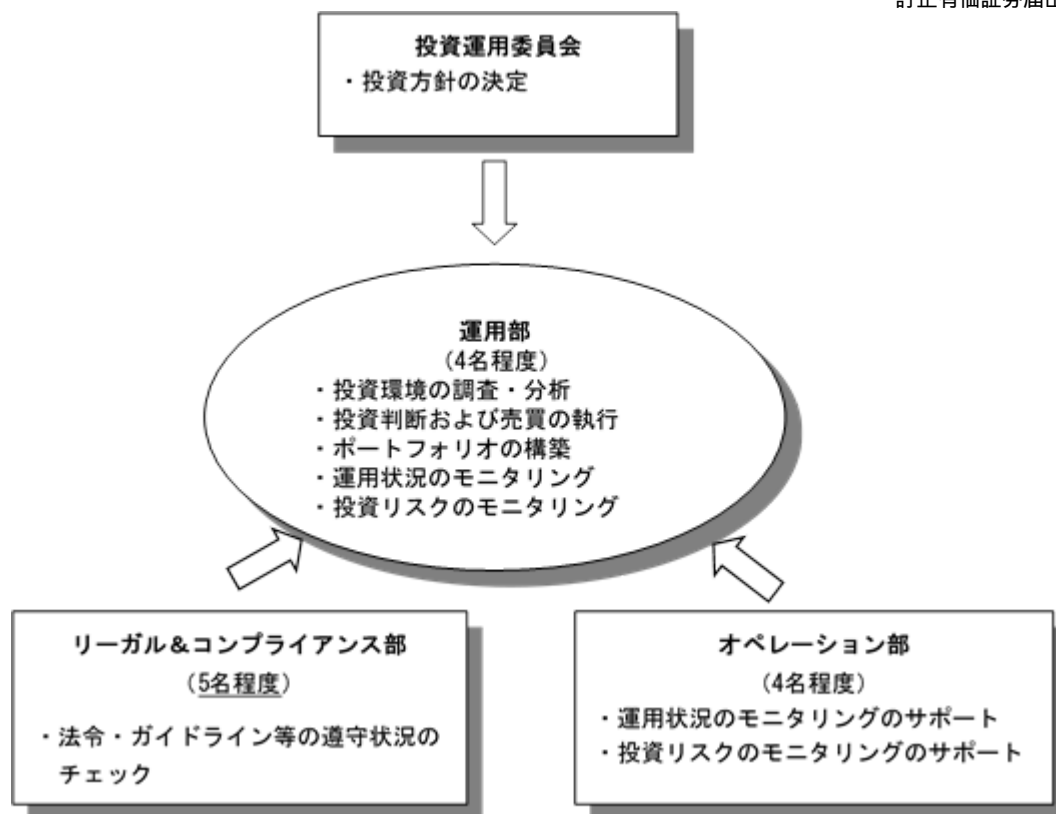 投資運用委員会
・投資方針の決定
運用部
（4名程度）
・投資環境の調査・分析
・投資判断および売買の執行
・ポートフォリオの構築
・運用状況のモニタリング
・投資リスクのモニタリング
リーガル＆コンプライアンス部
（5名程度）
・法令・ガイドライン等の遵守状況の
チェック
オペレーション部
（4名程度）
・運用状況のモニタリングのサポート
・投資リスクのモニタリングのサポート